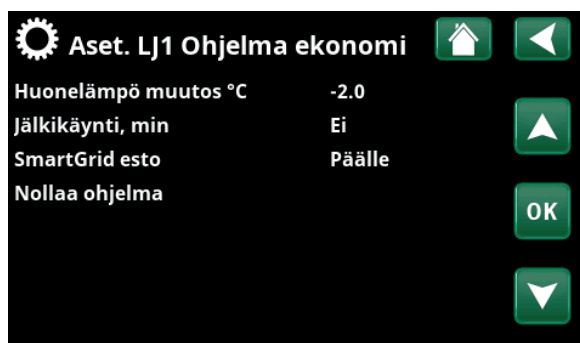 Aset. LJ1 Ohjelma ekonomi
Huonelämpö muutos °C -2.0
Jälkikäynti, min Ei
SmartGrid esto Päälle
Nollaa ohjelma
OK